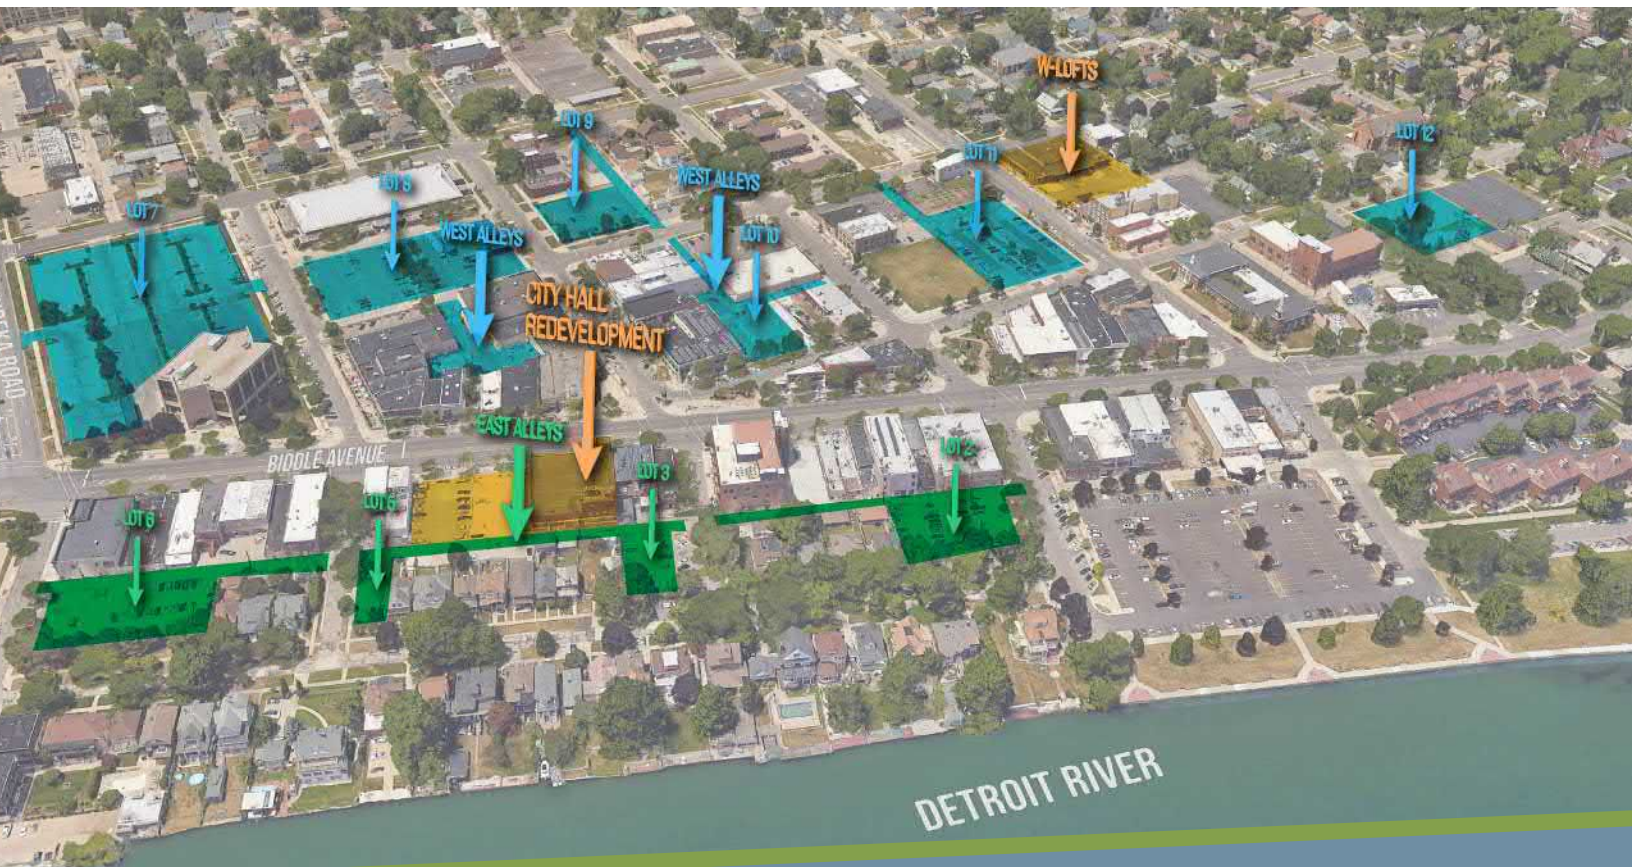 W-LOFTS
LOT 9
LOT 12
LOT 11
WEST ALLEYS
LOT 8
LOT 7
WEST ALLEYS
LOT 10
CITY HALL
REDEVELOPMENT
ROAD
EAST ALLEYS
BIDDLE AVENUE
LOT 2
LOT 3
LOT 5
LOT 6
DETROIT RIVER